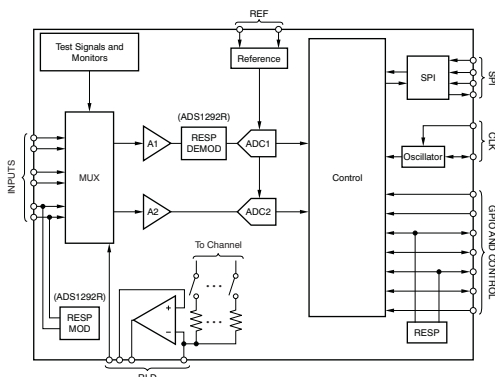 REF
Test Signals and
Monitors
Reference
SPI
SPI
(ADS1292R)
CLK
A1
RESP
DEMOD
ADC1
Oscillator
INPUTS
MUX
Control
A2
ADC2
GPIO AND CONTROL
To Channel
(ADS1292R)
RESP
MOD
+
−
RESP
RLD